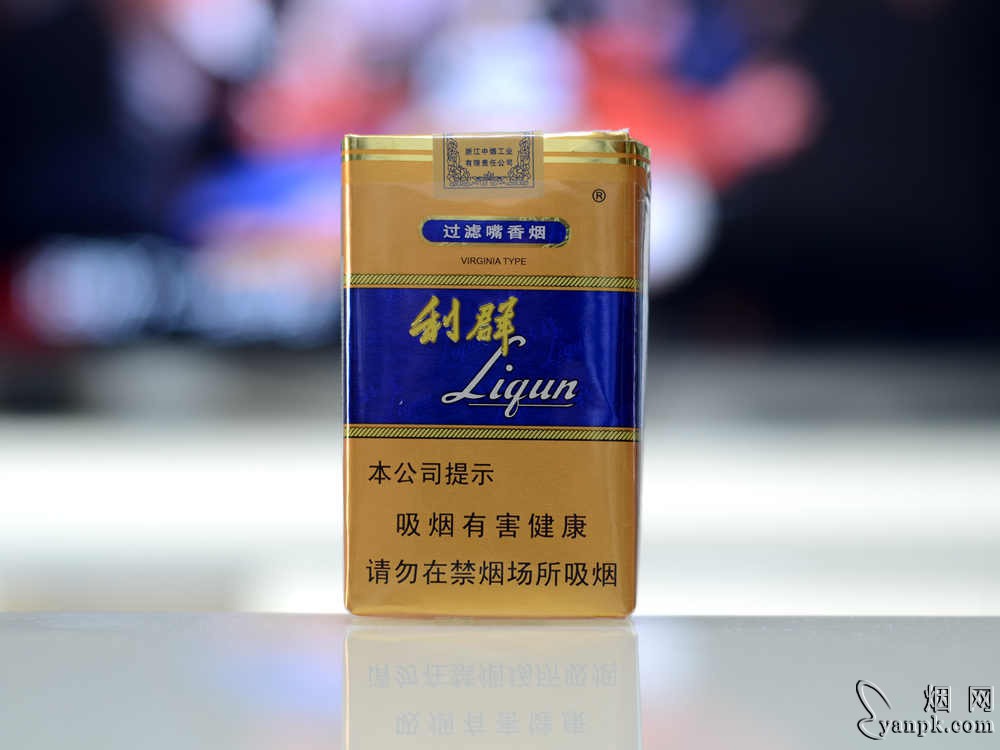 浙江中烟工业
有限责任公司
®
过滤嘴香烟
VIRGINIA TYPE
利群
Liqun
本公司提示
吸烟有害健康
请勿在禁烟场所吸烟
烟网
yanpk.com